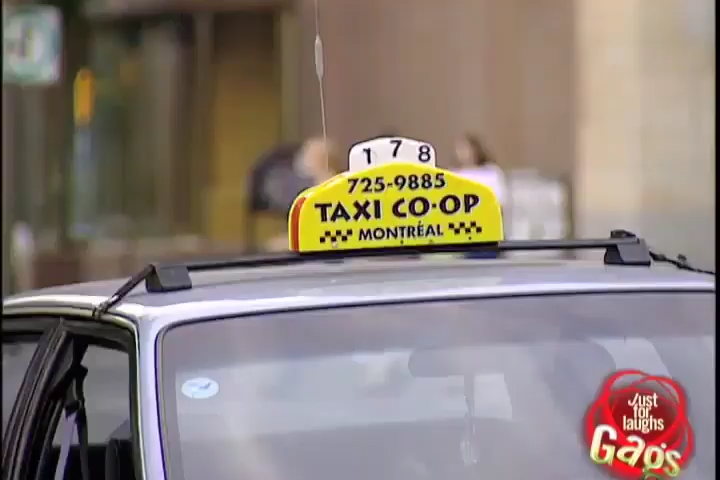 178
725-9885
TAXI CO·OP
MONTRÉAL
Just
for
laughs
Gags